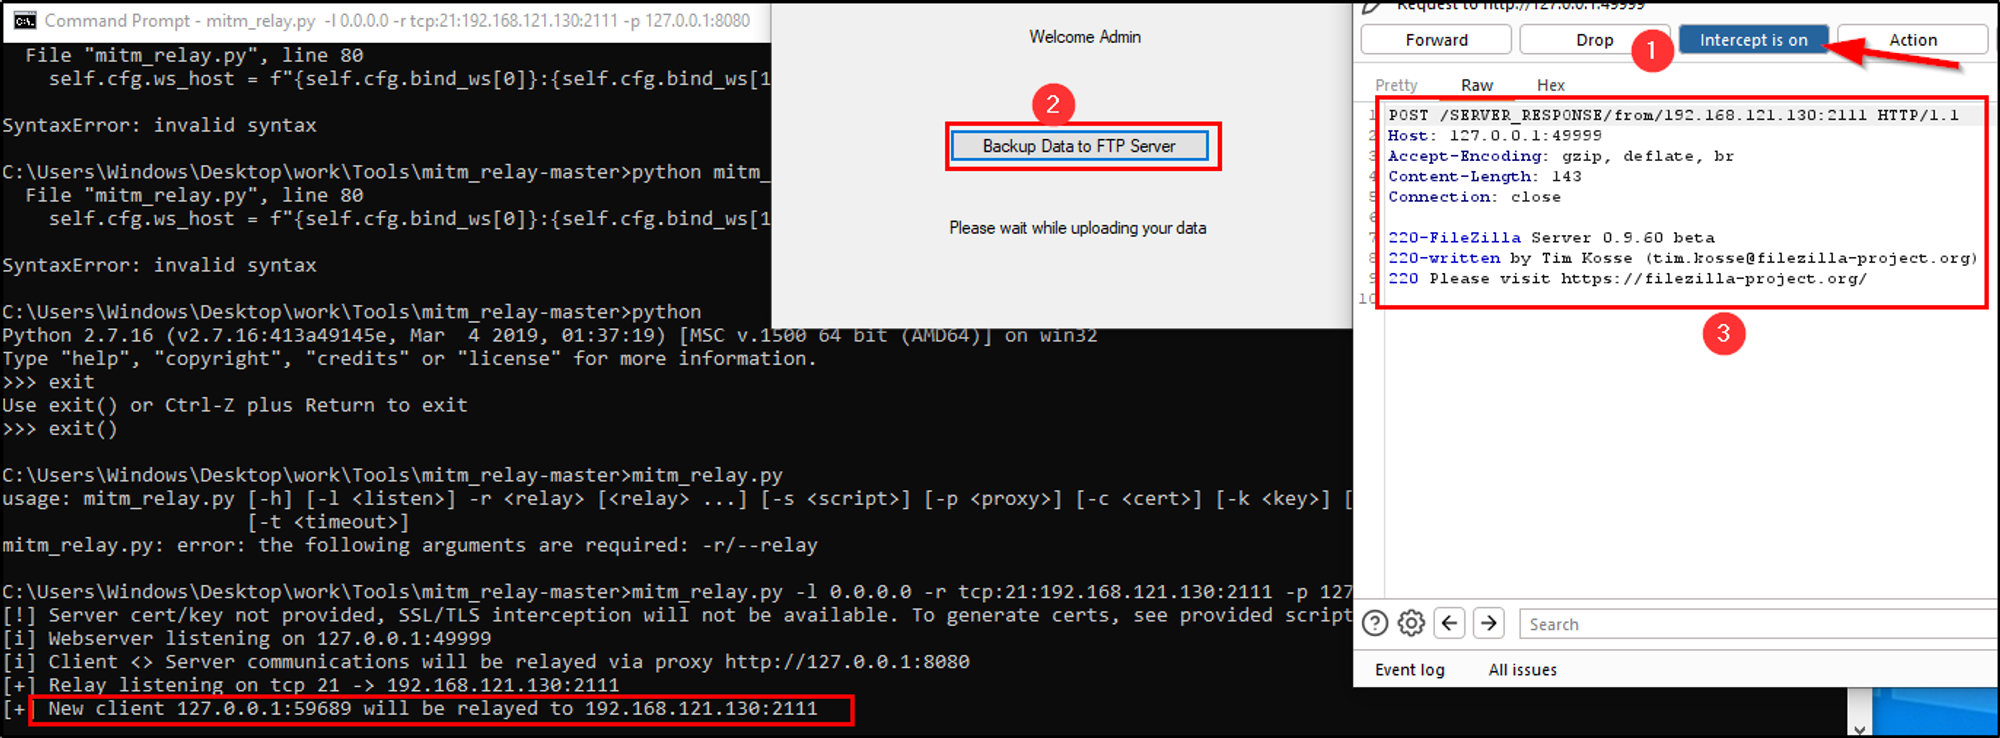 Command Prompt - mitm_relay.py -l 0.0.0.0 -r tcp:21:192.168.121.130:2111 -p 127.0.0.1:8080
File "mitm_relay.py", line 80
self.cfg.ws_host = f"{self.cfg.bind_ws[0]}:{self.cfg.bind_ws[1
SyntaxError: invalid syntax
C:\Users\Windows\Desktop\work\Tools\mitm_relay-master>python mitm_
File "mitm_relay.py", line 80
self.cfg.ws_host = f"{self.cfg.bind_ws[0]}:{self.cfg.bind_ws[1
SyntaxError: invalid syntax
C:\Users\Windows\Desktop\work\Tools\mitm_relay-master>python
Python 2.7.16 (v2.7.16:413a49145e, Mar  4 2019, 01:37:19) [MSC v.1500 64 bit (AMD64)] on win32
Type "help", "copyright", "credits" or "license" for more information.
>>> exit
Use exit() or Ctrl-Z plus Return to exit
>>> exit()
C:\Users\Windows\Desktop\work\Tools\mitm_relay-master>mitm_relay.py
usage: mitm_relay.py [-h] [-l <listen>] -r <relay> [<relay> ...] [-s <script>] [-p <proxy>] [-c <cert>] [-k <key>] [
[-t <timeout>]
mitm_relay.py: error: the following arguments are required: -r/--relay
C:\Users\Windows\Desktop\work\Tools\mitm_relay-master>mitm_relay.py -l 0.0.0.0 -r tcp:21:192.168.121.130:2111 -p 127
[!] Server cert/key not provided, SSL/TLS interception will not be available. To generate certs, see provided script
[i] Webserver listening on 127.0.0.1:49999
[i] Client <> Server communications will be relayed via proxy http://127.0.0.1:8080
[+] Relay listening on tcp 21 -> 192.168.121.130:2111
[+] New client 127.0.0.1:59689 will be relayed to 192.168.121.130:2111
Welcome Admin
2
Backup Data to FTP Server
Please wait while uploading your data
Request to http://127.0.0.1:49999
Forward
Drop
1
Intercept is on
Action
Pretty
Raw
Hex
1 POST /SERVER_RESPONSE/from/192.168.121.130:2111 HTTP/1.1
2 Host: 127.0.0.1:49999
3 Accept-Encoding: gzip, deflate, br
4 Content-Length: 143
5 Connection: close
6
7 220-FileZilla Server 0.9.60 beta
8 220-written by Tim Kosse (tim.kosse@filezilla-project.org)
9 220 Please visit https://filezilla-project.org/
10
3
Search
Event log
All issues